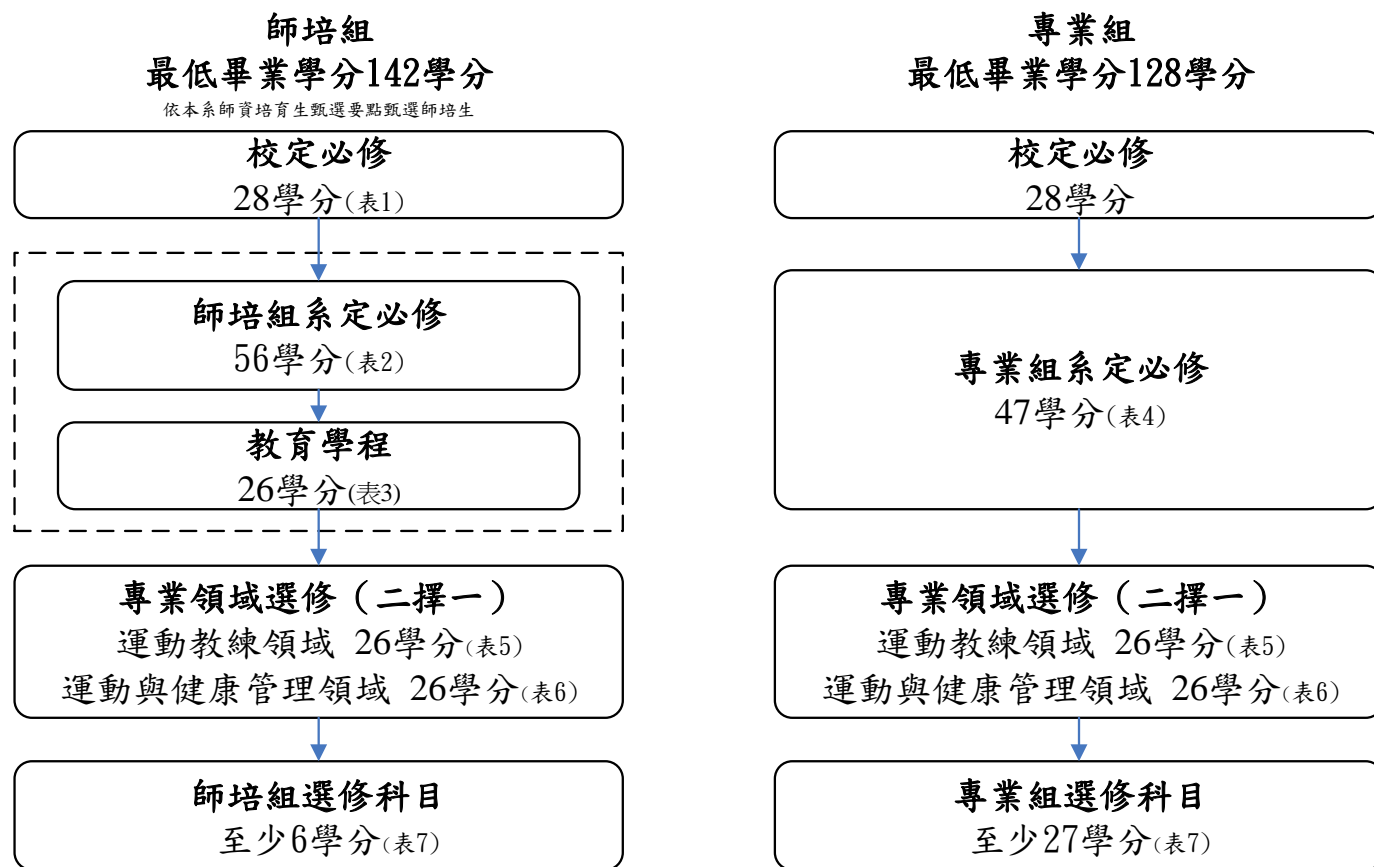 師培組
最低畢業學分142學分
依本系師資培育生甄選要點甄選師培生
校定必修
28學分(表1)
師培組系定必修
56學分(表2)
教育學程
26學分(表3)
專業領域選修（二擇一）
運動教練領域 26學分(表5)
運動與健康管理領域 26學分(表6)
師培組選修科目
至少6學分(表7)
專業組
最低畢業學分128學分
校定必修
28學分
專業組系定必修
47學分(表4)
專業領域選修（二擇一）
運動教練領域 26學分(表5)
運動與健康管理領域 26學分(表6)
專業組選修科目
至少27學分(表7)